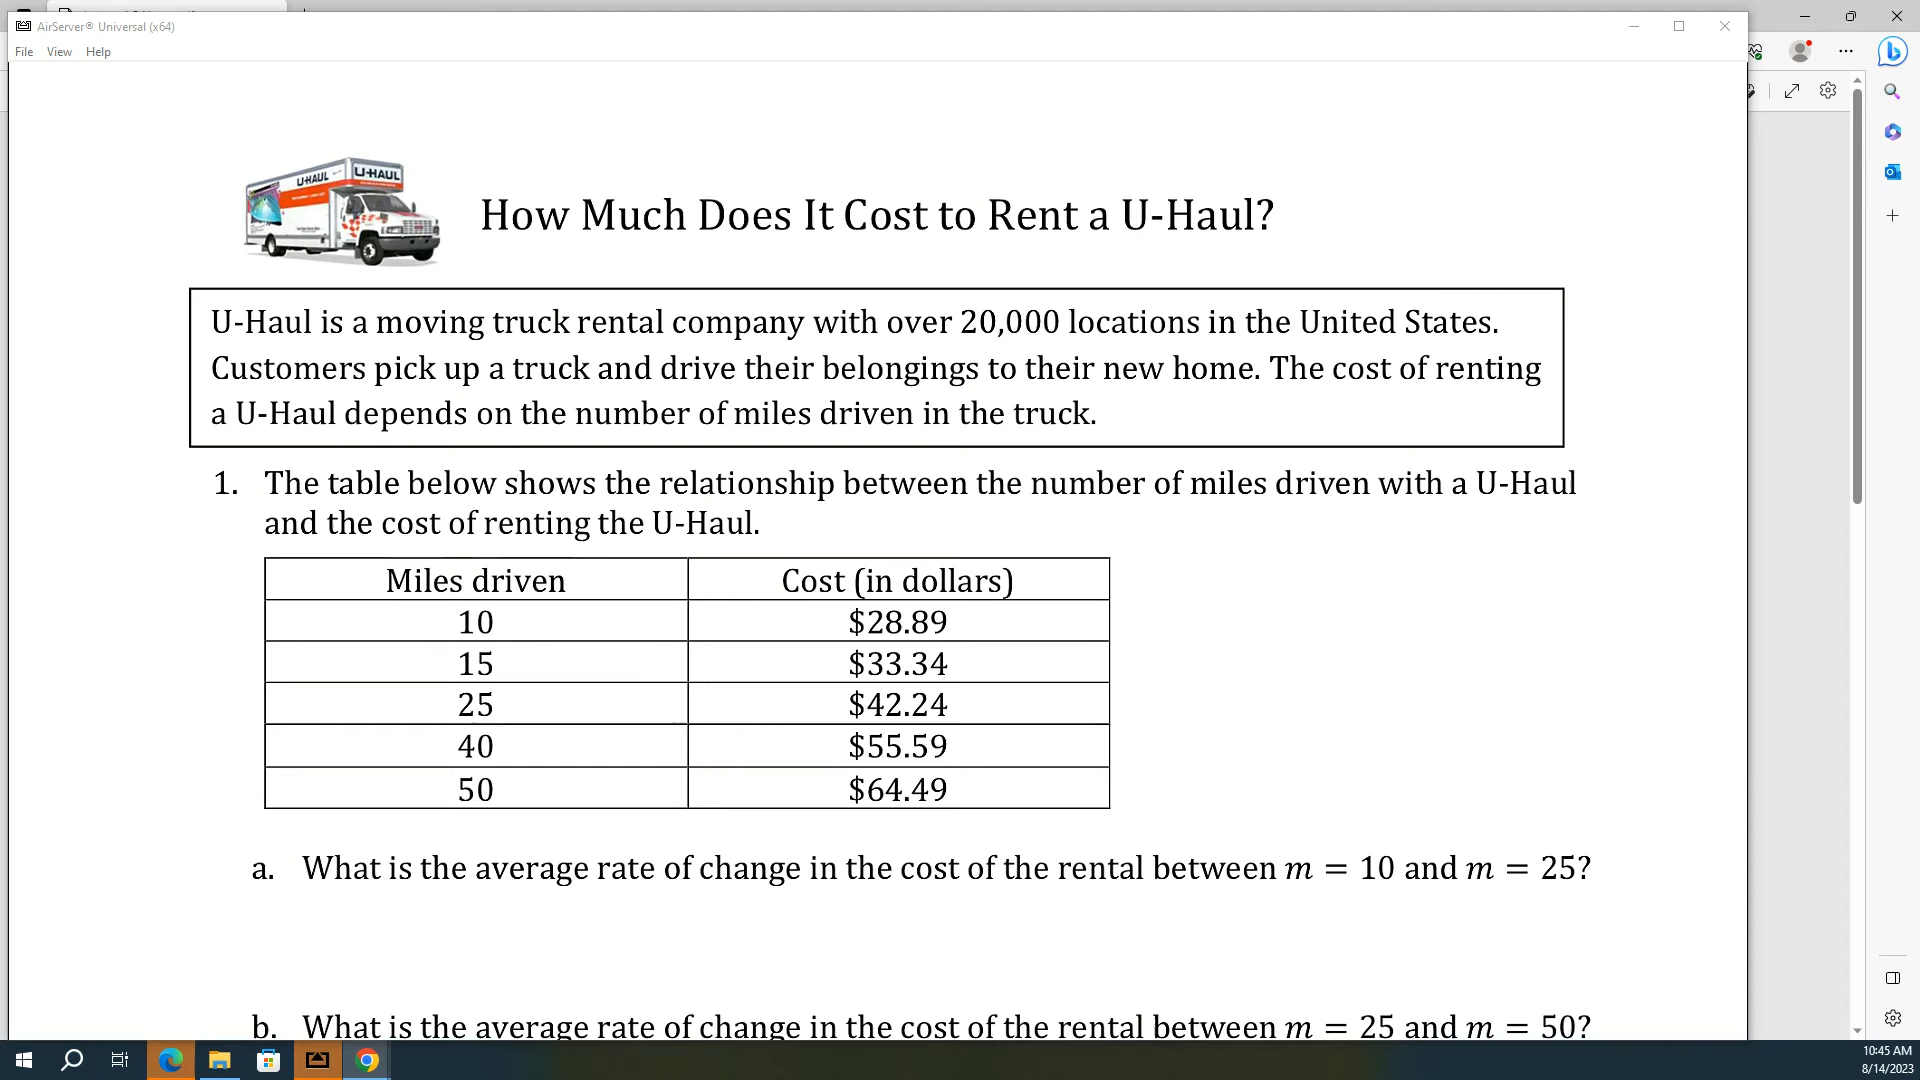 AirServer® Universal (x64)
File View Help
U-HAUL U-HAUL
How Much Does It Cost to Rent a U-Haul?
U-Haul is a moving truck rental company with over 20,000 locations in the United States.
Customers pick up a truck and drive their belongings to their new home. The cost of renting
a U-Haul depends on the number of miles driven in the truck.
1. The table below shows the relationship between the number of miles driven with a U-Haul
and the cost of renting the U-Haul.
Miles driven Cost (in dollars)
10 $28.89
15 $33.34
25 $42.24
40 $55.59
50 $64.49
a. What is the average rate of change in the cost of the rental between m = 10 and m = 25?
b. What is the average rate of change in the cost of the rental between m = 25 and m = 50?
10:45 AM
8/14/2023